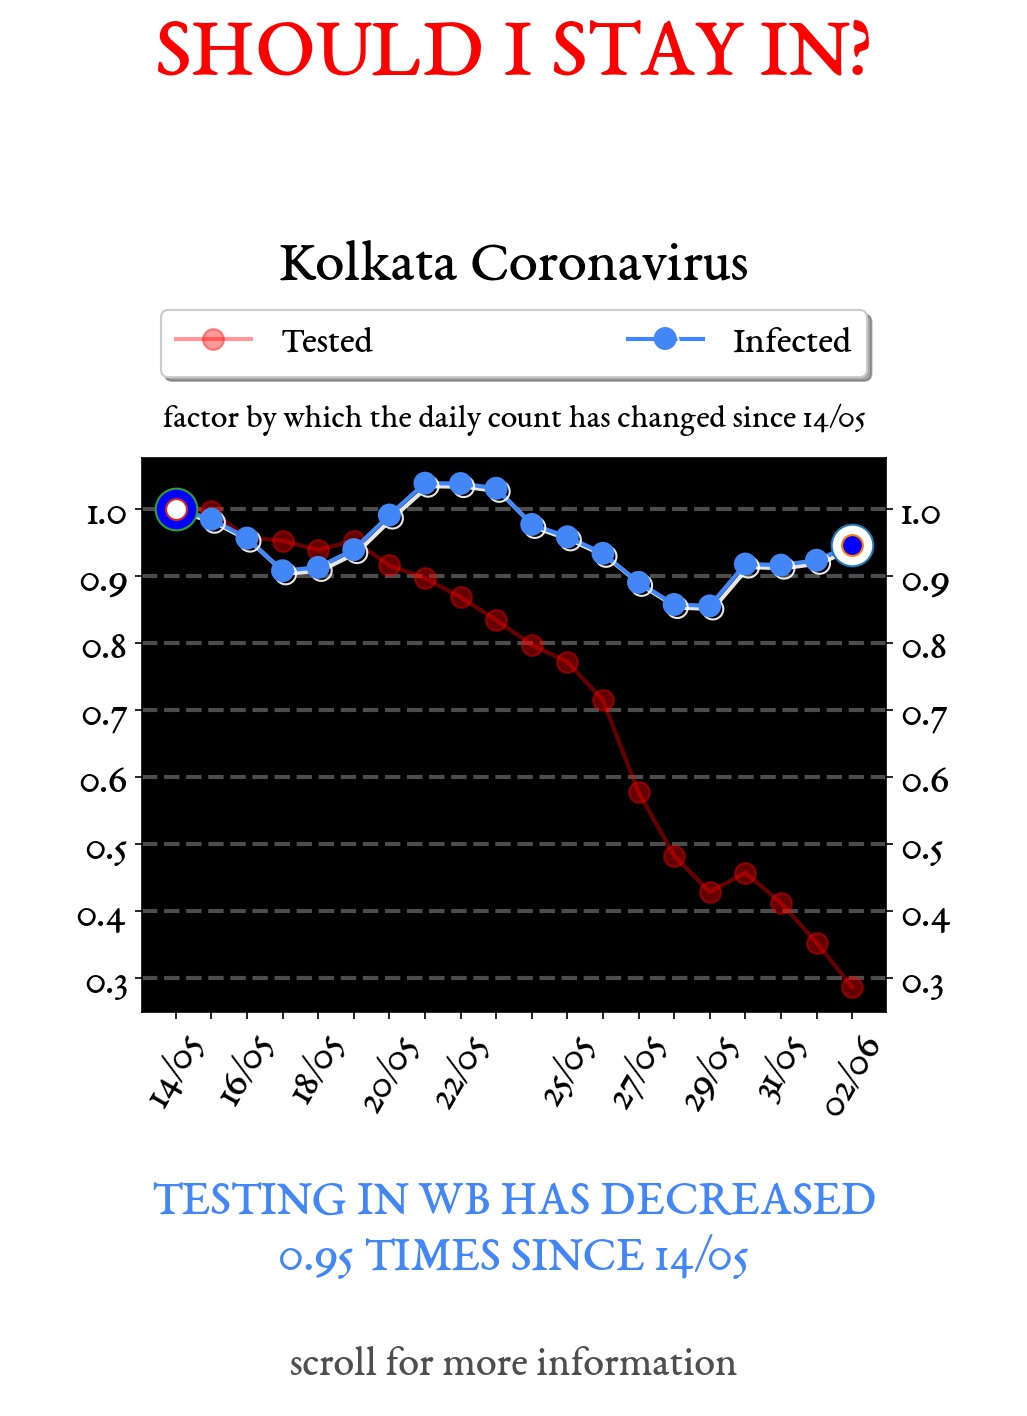 SHOULD I STAY IN?
Kolkata Coronavirus
Tested Infected
factor by which the daily count has changed since 14/05
1.0 1.0
0.9 0.9
0.8 0.8
0.7 0.7
0.6 0.6
0.5 0.5
0.4 0.4
0.3 0.3
14/05 16/05 18/05 20/05 22/05 25/05 27/05 29/05 31/05 02/06
TESTING IN WB HAS DECREASED
0.95 TIMES SINCE 14/05
scroll for more information